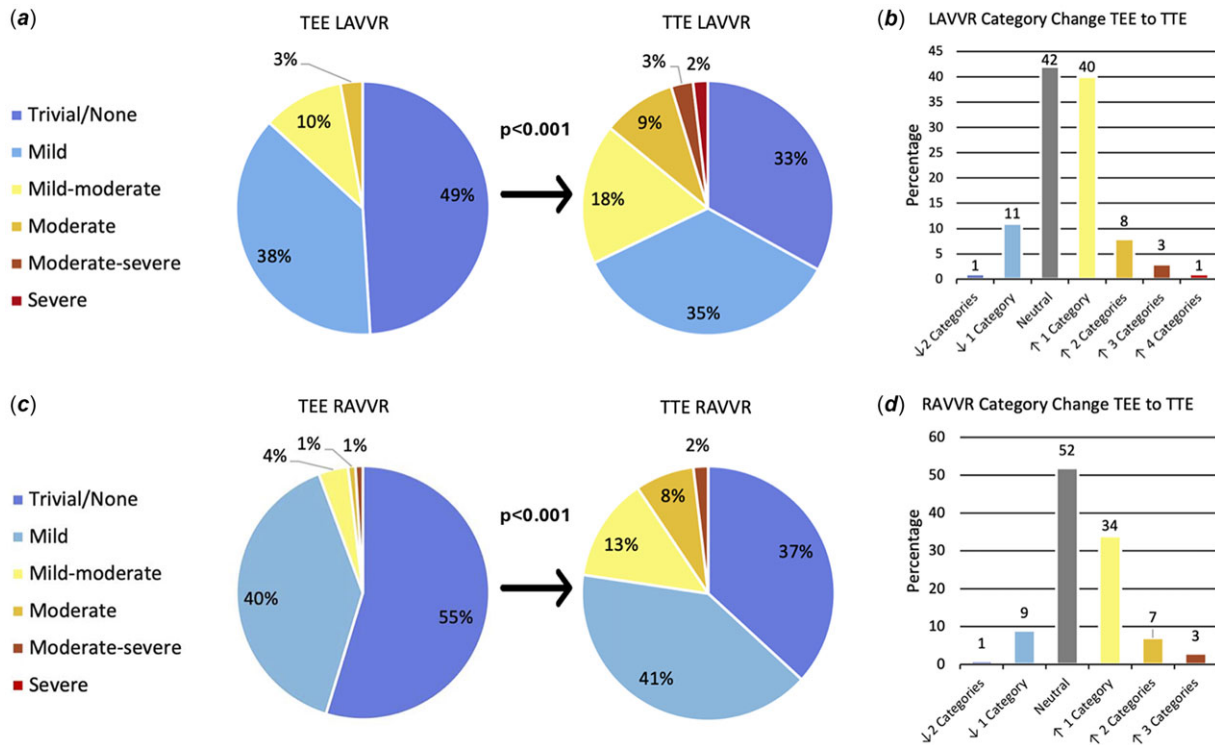 (a)
TEE LAVVR
TTE LAVVR
Trivial/None
Mild
Mild-moderate
Moderate
Moderate-severe
Severe
3%
10%
49%
38%
p<0.001
3%
2%
9%
33%
18%
35%
(b)
LAVVR Category Change TEE to TTE
Percentage
45
40
35
30
25
20
15
10
5
0
1
11
42
40
8
3
1
↓2 Categories
↓ 1 Category
Neutral
↑ 1 Category
↑ 2 Categories
↑ 3 Categories
↑ 4 Categories
(c)
TEE RAVVR
TTE RAVVR
Trivial/None
Mild
Mild-moderate
Moderate
Moderate-severe
Severe
4%
1%
1%
40%
55%
p<0.001
2%
8%
13%
37%
41%
(d)
RAVVR Category Change TEE to TTE
Percentage
60
50
40
30
20
10
0
1
9
52
34
7
3
↓2 Categories
↓ 1 Category
Neutral
↑ 1 Category
↑ 2 Categories
↑ 3 Categories